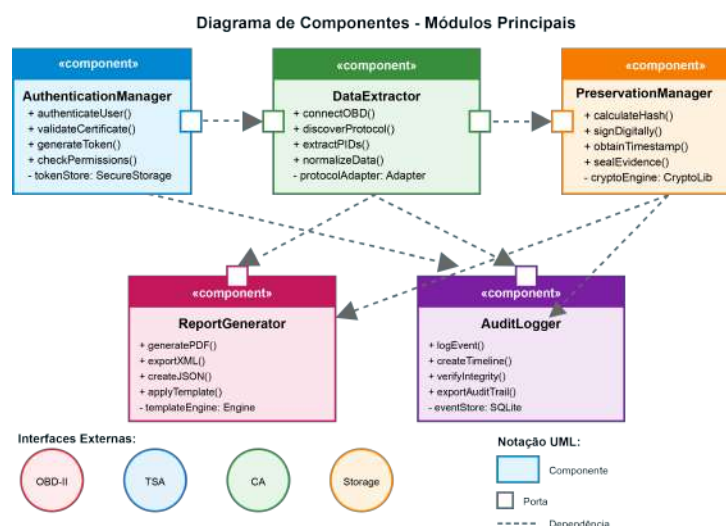 Diagrama de Componentes - Módulos Principais
«component»
AuthenticationManager
+ authenticateUser()
+ validateCertificate()
+ generateToken()
+ checkPermissions()
- tokenStore: SecureStorage
«component»
DataExtractor
+ connectOBD()
+ discoverProtocol()
+ extractPIDs()
+ normalizeData()
- protocolAdapter: Adapter
«component»
PreservationManager
+ calculateHash()
+ signDigitally()
+ obtainTimestamp()
+ sealEvidence()
- cryptoEngine: CryptoLib
«component»
ReportGenerator
+ generatePDF()
+ exportXML()
+ createJSON()
+ applyTemplate()
- templateEngine: Engine
«component»
AuditLogger
+ logEvent()
+ createTimeline()
+ verifyIntegrity()
+ exportAuditTrail()
- eventStore: SQLite
Interfaces Externas:
OBD-II
TSA
CA
Storage
Notação UML:
Componente
Porta
Dependência